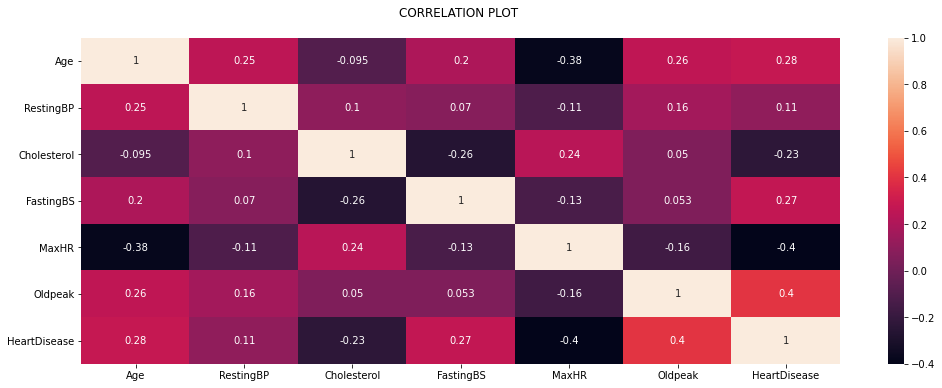 CORRELATION PLOT
Age 1 0.25 -0.095 0.2 -0.38 0.26 0.28
RestingBP 0.25 1 0.1 0.07 -0.11 0.16 0.11
Cholesterol -0.095 0.1 1 -0.26 0.24 0.05 -0.23
FastingBS 0.2 0.07 -0.26 1 -0.13 0.053 0.27
MaxHR -0.38 -0.11 0.24 -0.13 1 -0.16 -0.4
Oldpeak 0.26 0.16 0.05 0.053 -0.16 1 0.4
HeartDisease 0.28 0.11 -0.23 0.27 -0.4 0.4 1
Age RestingBP Cholesterol FastingBS MaxHR Oldpeak HeartDisease
1.0
0.8
0.6
0.4
0.2
0.0
−0.2
−0.4